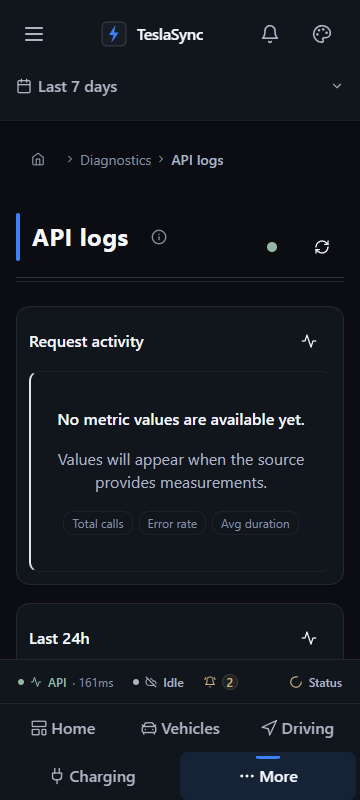 TeslaSync
Last 7 days
Diagnostics
API logs
API logs
Request activity
No metric values are available yet.
Values will appear when the source
provides measurements.
Total calls
Error rate
Avg duration
Last 24h
API · 161ms
Idle
2
Status
Home
Vehicles
Driving
Charging
More